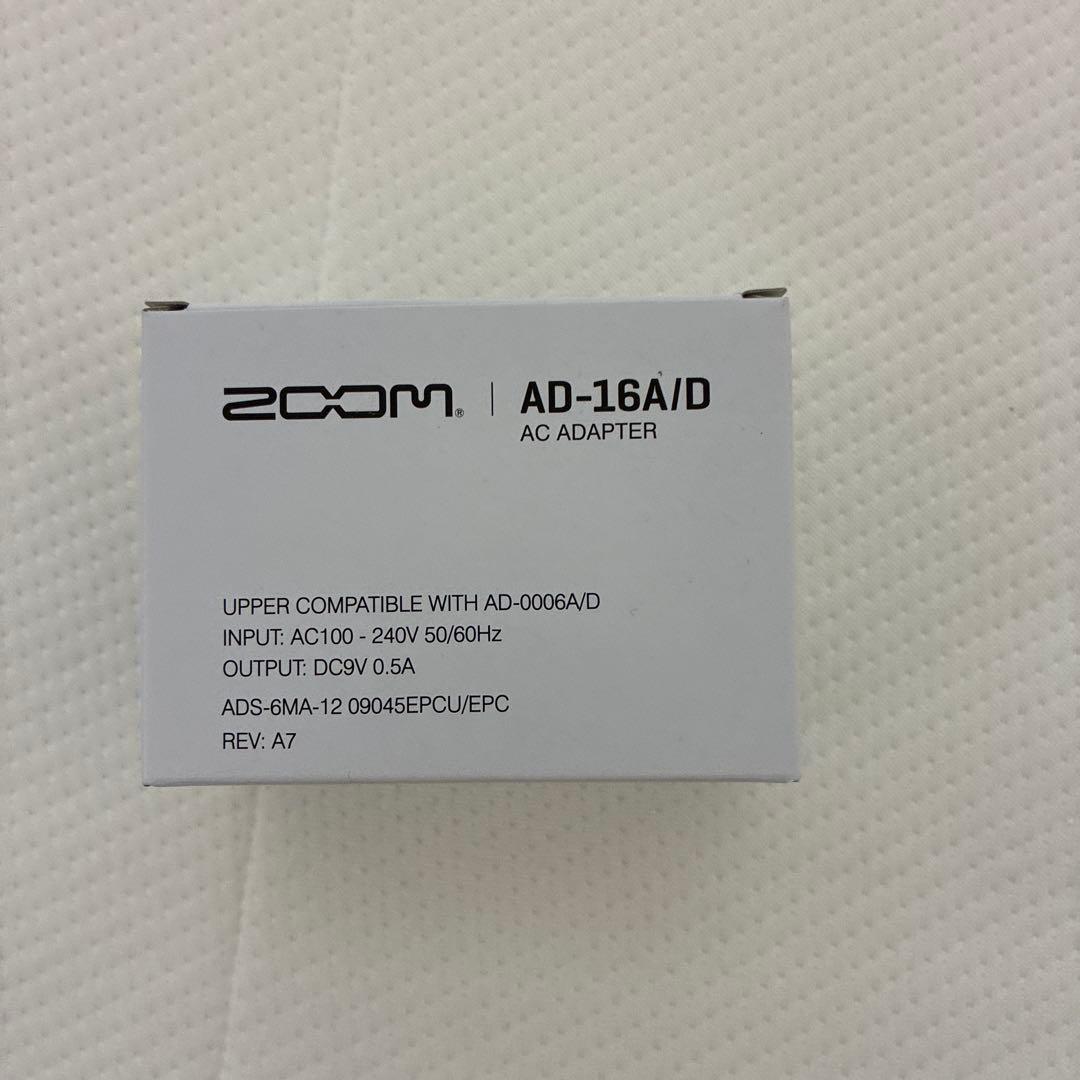 ZOOM® | AD-16A/D
AC ADAPTER
UPPER COMPATIBLE WITH AD-0006A/D
INPUT: AC100 - 240V 50/60Hz
OUTPUT: DC9V 0.5A
ADS-6MA-12 09045EPCU/EPC
REV: A7